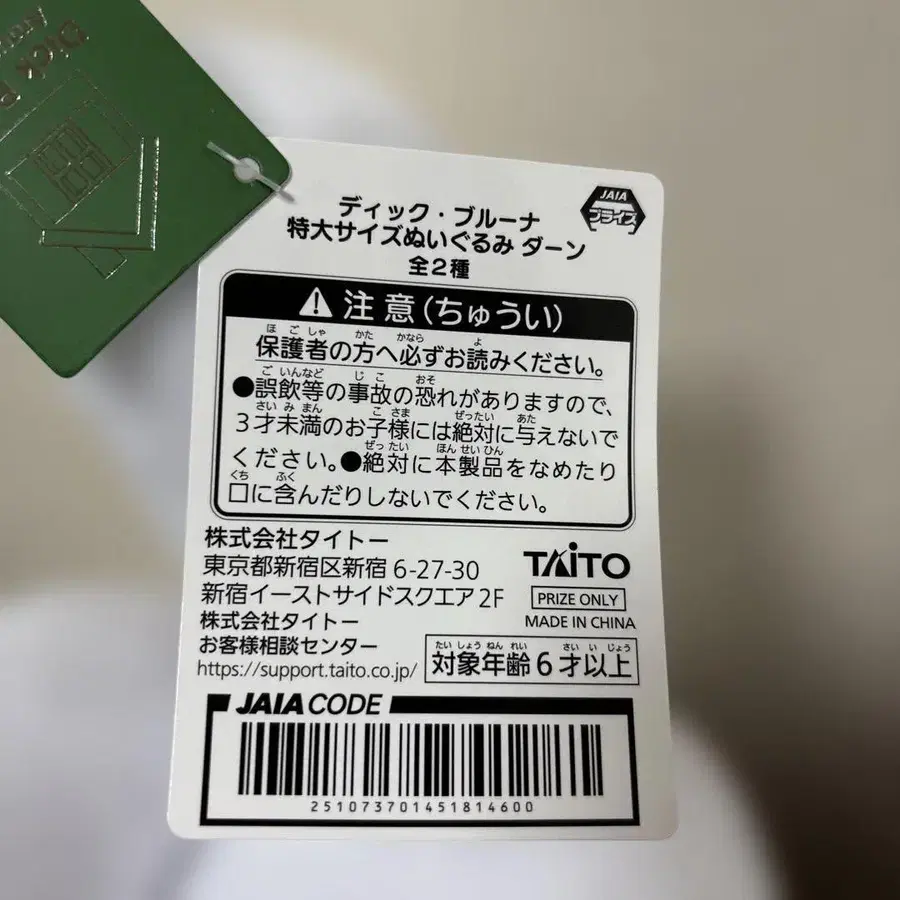 Dick
JAIA
プライズ
ディック・ブルーナ
特大サイズぬいぐるみ ダーン
全2種
注意(ちゅうい)
保護者の方へ必ずお読みください。
●誤飲等の事故の恐れがありますので、
3才未満のお子様には絶対に与えないで
ください。●絶対に本製品をなめたり
口に含んだりしないでください。
株式会社タイトー
東京都新宿区新宿 6-27-30
新宿イーストサイドスクエア 2F
株式会社タイトー
お客様相談センター
https://support.taito.co.jp/
TAITO
PRIZE ONLY
MADE IN CHINA
対象年齢 6才以上
JAIA CODE
251073701451814600